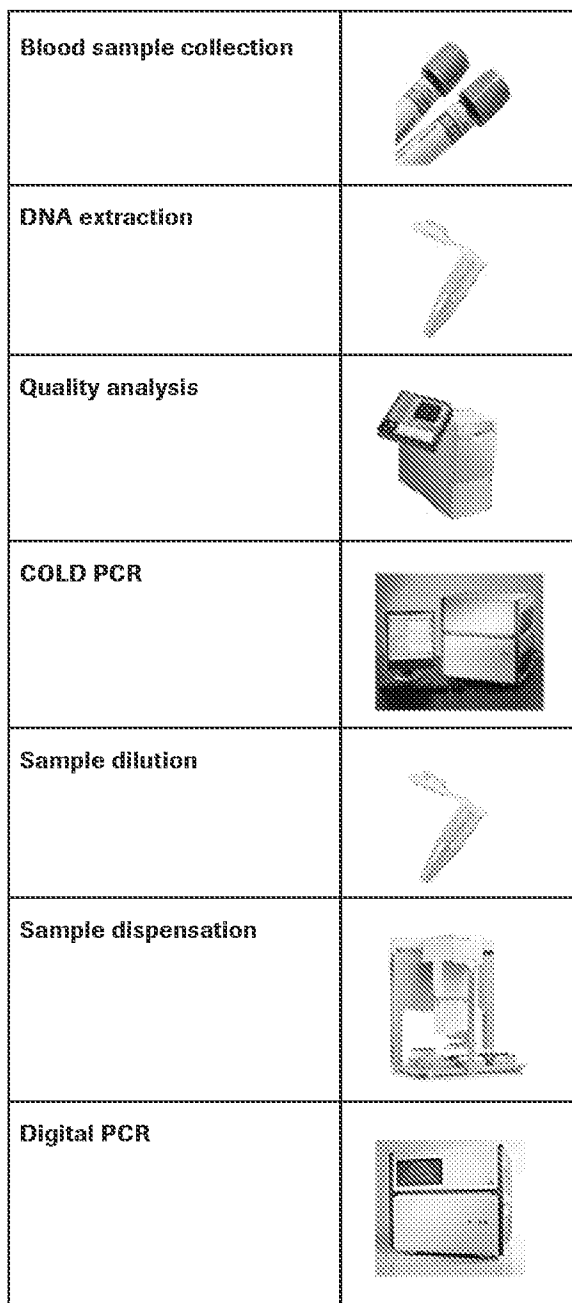 Blood sample collection
DNA extraction
Quality analysis
COLD PCR
Sample dilution
Sample dispensation
Digital PCR